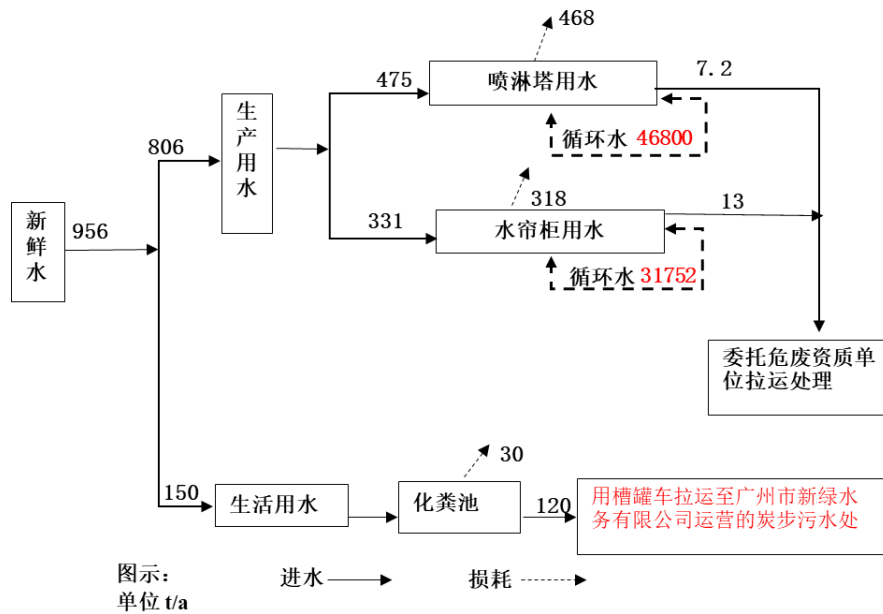 468
475
喷淋塔用水
7.2
循环水 46800
生产用水
806
新鲜水
956
318
331
水帘柜用水
13
循环水 31752
委托危废资质单
位拉运处理
30
150
生活用水
化粪池
120
用槽罐车拉运至广州市新绿水
务有限公司运营的炭步污水处
图示：
进水
损耗
单位 t/a